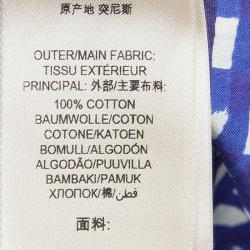 原产地 突尼斯
OUTER/MAIN FABRIC:
TISSU EXTÉRIEUR
PRINCIPAL: 外部/主要布料:
100% COTTON
BAUMWOLLE/COTON
COTONE/KATOEN
BOMULL/ALGODÓN
ALGODÃO/PUUVILLA
BAMBAKI/PAMUK
ХЛОПОК/棉/قطن
面料: